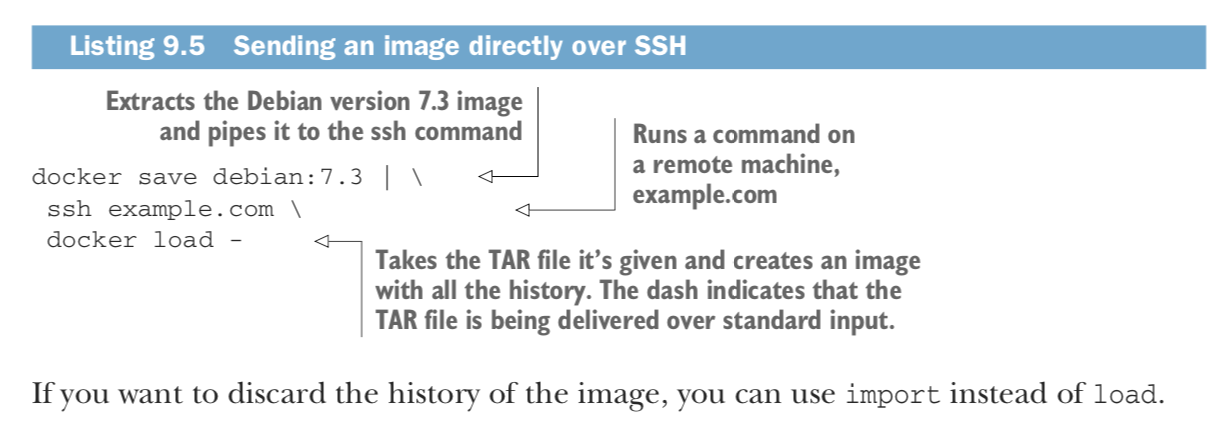 Listing 9.5 Sending an image directly over SSH
Extracts the Debian version 7.3 image
and pipes it to the ssh command
Runs a command on
a remote machine,
example.com
docker save debian:7.3 | \
ssh example.com \
docker load -
Takes the TAR file it's given and creates an image
with all the history. The dash indicates that the
TAR file is being delivered over standard input.
If you want to discard the history of the image, you can use import instead of load.